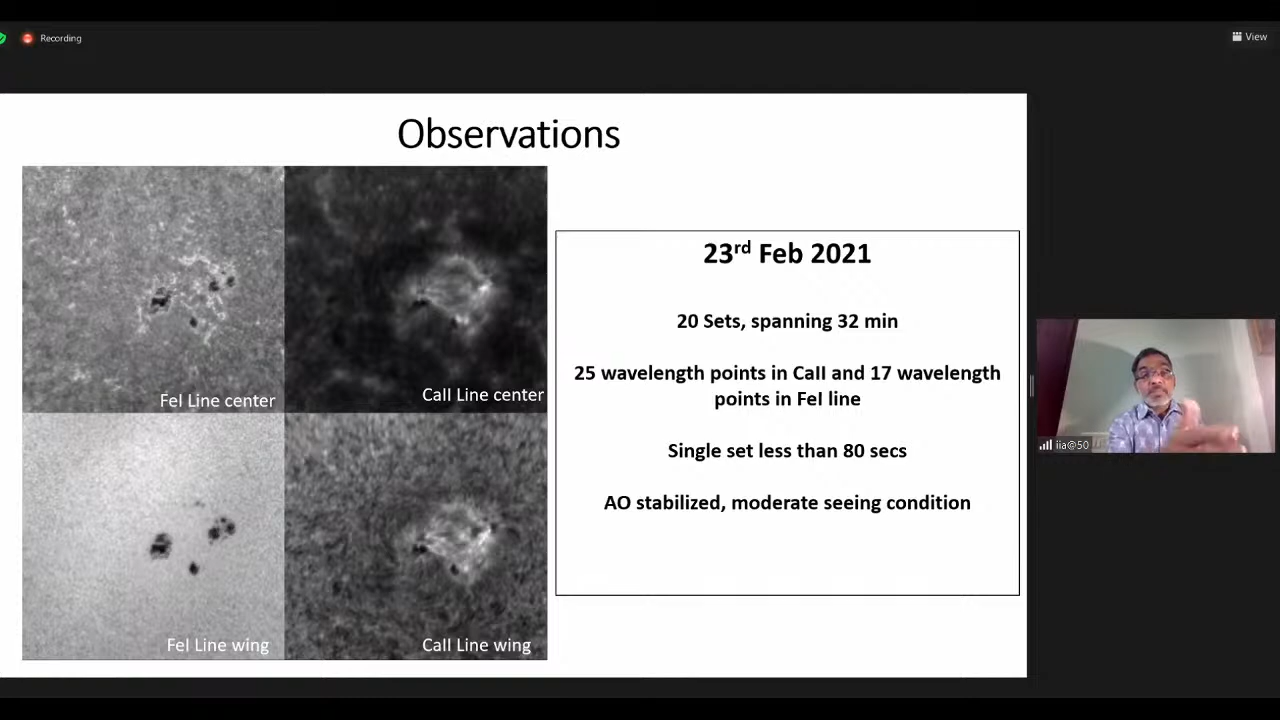 Recording
View
Observations
FeI Line center
CaII Line center
FeI Line wing
CaII Line wing
23rd Feb 2021
20 Sets, spanning 32 min
25 wavelength points in CaII and 17 wavelength
points in FeI line
Single set less than 80 secs
AO stabilized, moderate seeing condition
iia@50